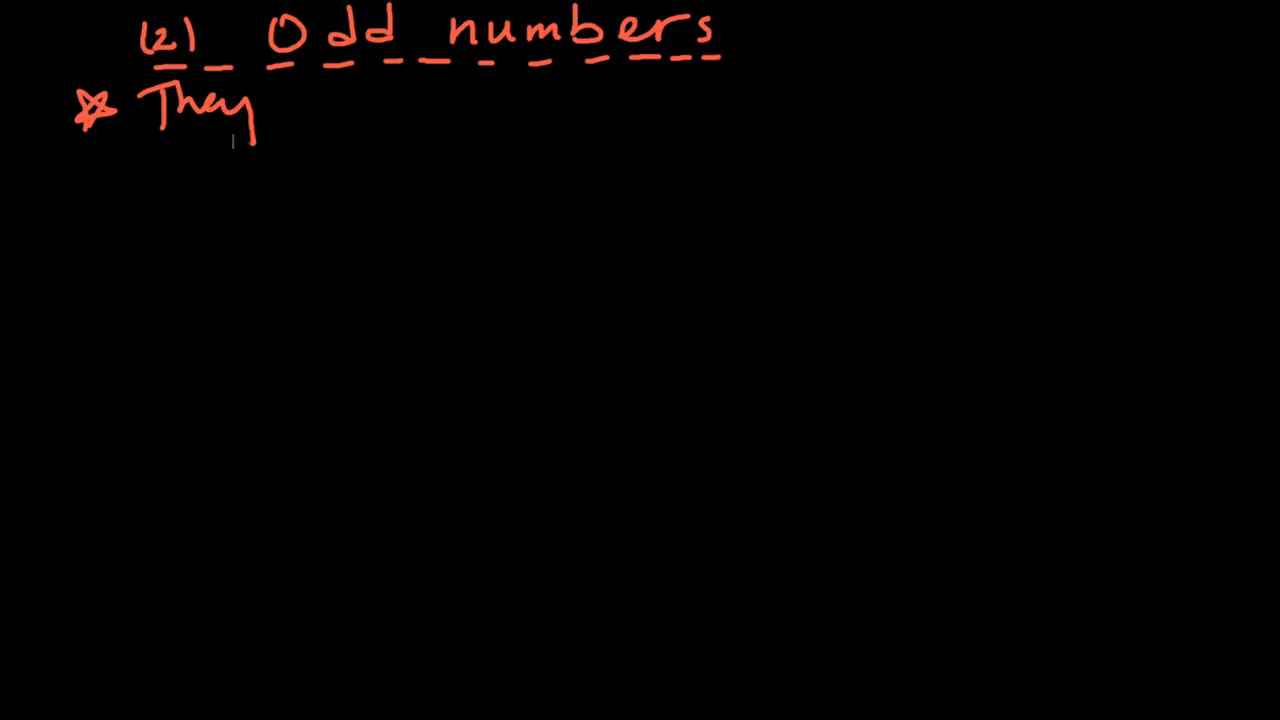 (2) Odd numbers
☆ They